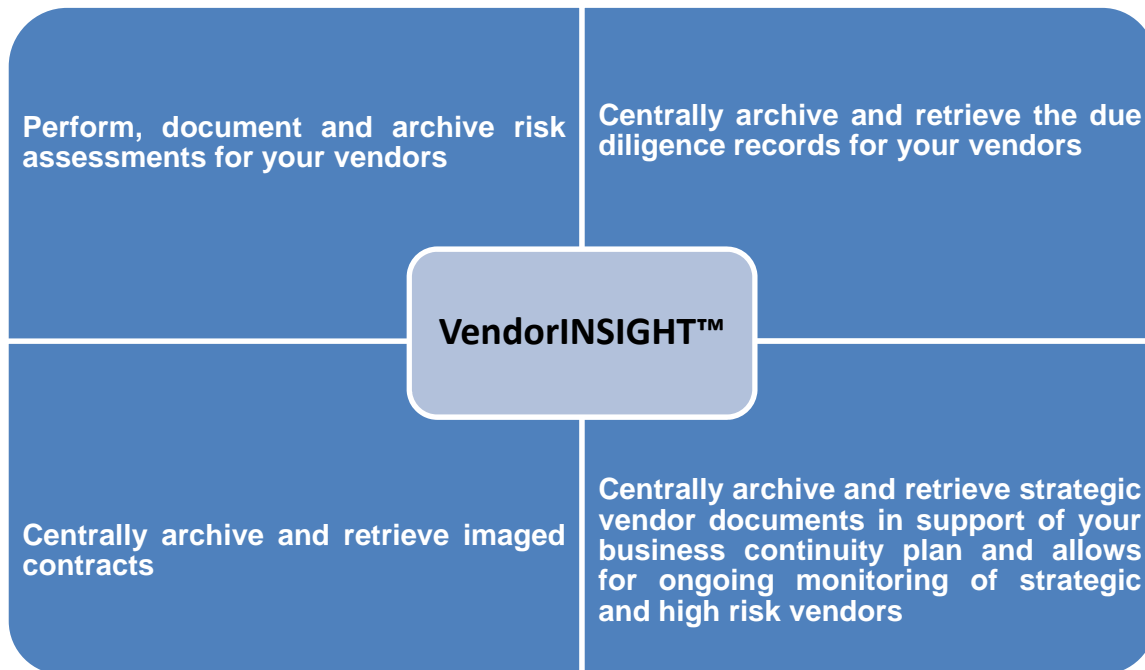 Perform, document and archive risk
assessments for your vendors
Centrally archive and retrieve the due
diligence records for your vendors
VendorINSIGHT™
Centrally archive and retrieve imaged
contracts
Centrally archive and retrieve strategic
vendor documents in support of your
business continuity plan and allows
for ongoing monitoring of strategic
and high risk vendors